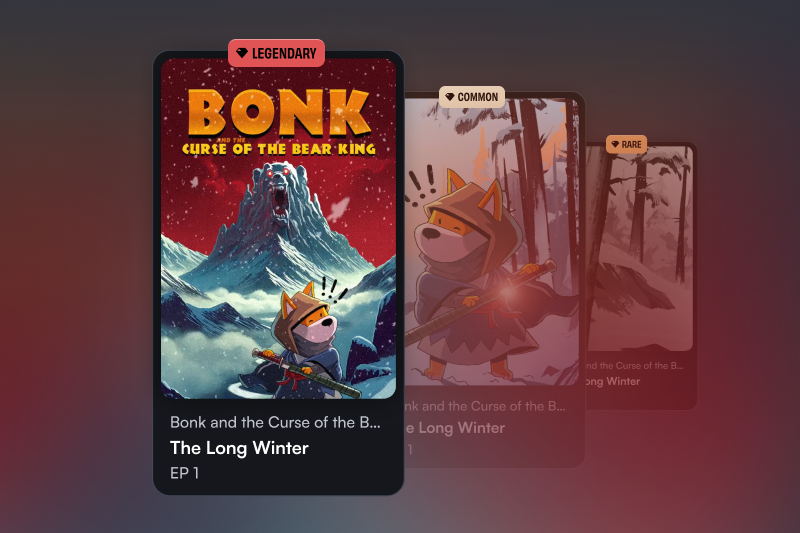 LEGENDARY
BONK
AND THE
CURSE OF THE BEAR KING
!!!
Bonk and the Curse of the B...
The Long Winter
EP 1
COMMON
!!!
nk and the Curse of the B...
e Long Winter
1
RARE
nd the Curse of the B...
ong Winter